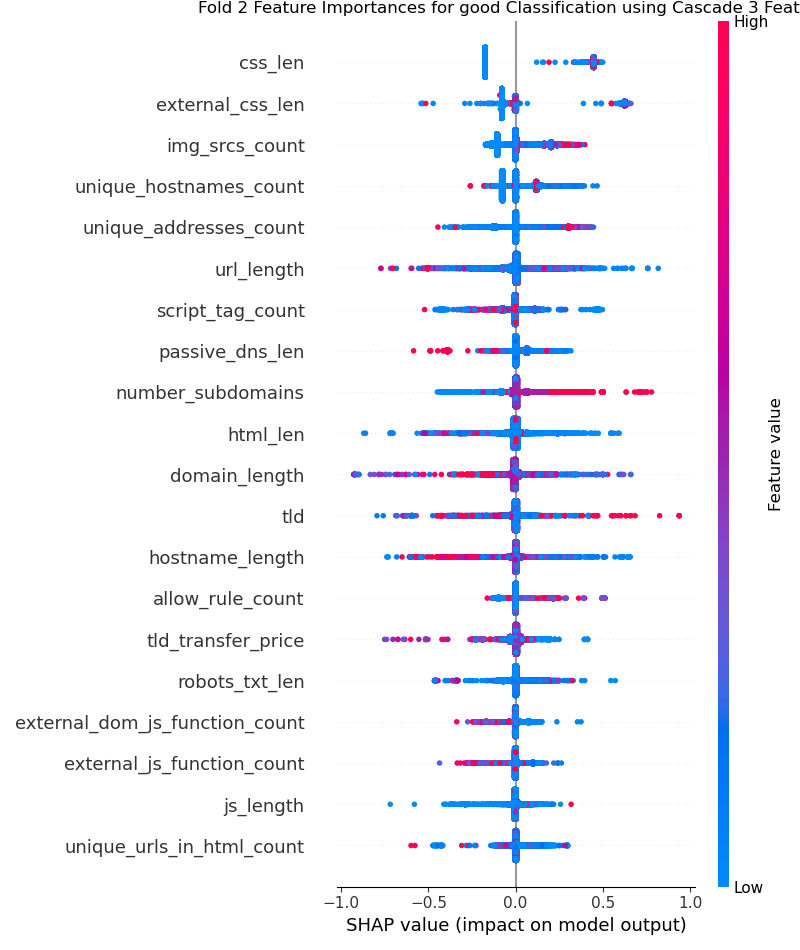 Fold 2 Feature Importances for good Classification using Cascade 3 Feat
High
css_len
external_css_len
img_srcs_count
unique_hostnames_count
unique_addresses_count
url_length
script_tag_count
passive_dns_len
number_subdomains
html_len
domain_length
tld
hostname_length
allow_rule_count
tld_transfer_price
robots_txt_len
external_dom_js_function_count
external_js_function_count
js_length
unique_urls_in_html_count
Feature value
Low
−1.0 −0.5 0.0 0.5 1.0
SHAP value (impact on model output)